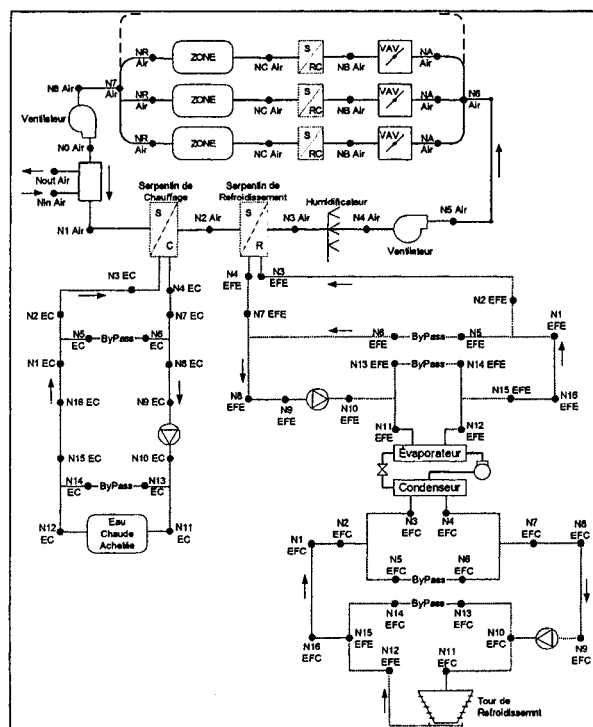 NR
Air
ZONE
NC Air
S
RC
NB Air
VAV
NA
Air
N8 Air
N7
Air
N6
Air
NR
Air
ZONE
NC Air
S
RC
NB Air
VAV
NA
Air
Ventilateur
NR
Air
ZONE
NC Air
S
RC
NB Air
VAV
NA
Air
N0 Air
Nout Air
Nin Air
Serpentin de
Chauffage
Serpentin de
Refroidissement
Humidificateur
N1 Air
S
C
N2 Air
S
R
N3 Air
N4 Air
N5 Air
Ventilateur
N3 EC
N4
EC
N4
EFE
N3
EFE
N2 EC
N7
EC
N7 EFE
N2 EFE
N1
EFE
N5
EC
ByPass
N6
EC
N6 EFE
ByPass
N5
EFE
N1 EC
N8
EC
N13 EFE
ByPass
N14 EFE
N16 EC
N9 EC
N8
EFE
N9
EFE
N10
EFE
N15 EFE
N16
EFE
N11
EFE
N12
EFE
N15 EC
N10 EC
Évaporateur
N14
EC
ByPass
N13
EC
Condenseur
N12
EC
Eau
Chaude
Achetée
N11
EC
N3
EFC
N4
EFC
N1
EFC
N2
EFC
N7
EFC
N8
EFC
N5
EFC
N6
EFC
ByPass
ByPass
N14
EFC
N13
EFC
N16
EFC
N15
EFE
N10
EFC
N9
EFC
N12
EFE
N11
EFC
Tour de
Refroidissemnt